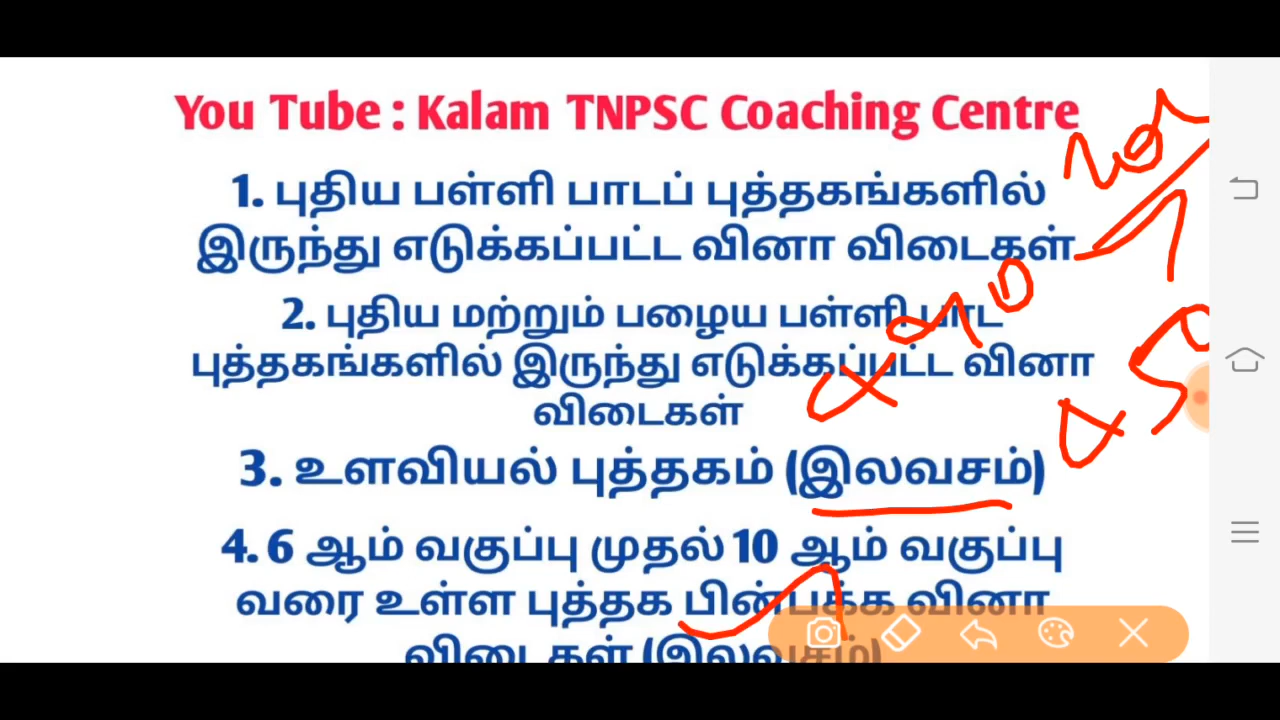 You Tube : Kalam TNPSC Coaching Centre
1. புதிய பள்ளி பாடப் புத்தகங்களில்
இருந்து எடுக்கப்பட்ட வினா விடைகள்
2. புதிய மற்றும் பழைய பள்ளி பாட
புத்தகங்களில் இருந்து எடுக்கப்பட்ட வினா
விடைகள்
3. உளவியல் புத்தகம் (இலவசம்)
4. 6 ஆம் வகுப்பு முதல் 10 ஆம் வகுப்பு
வரை உள்ள புத்தக பின்பக்க வினா
விடைகள் (இலவசம்)